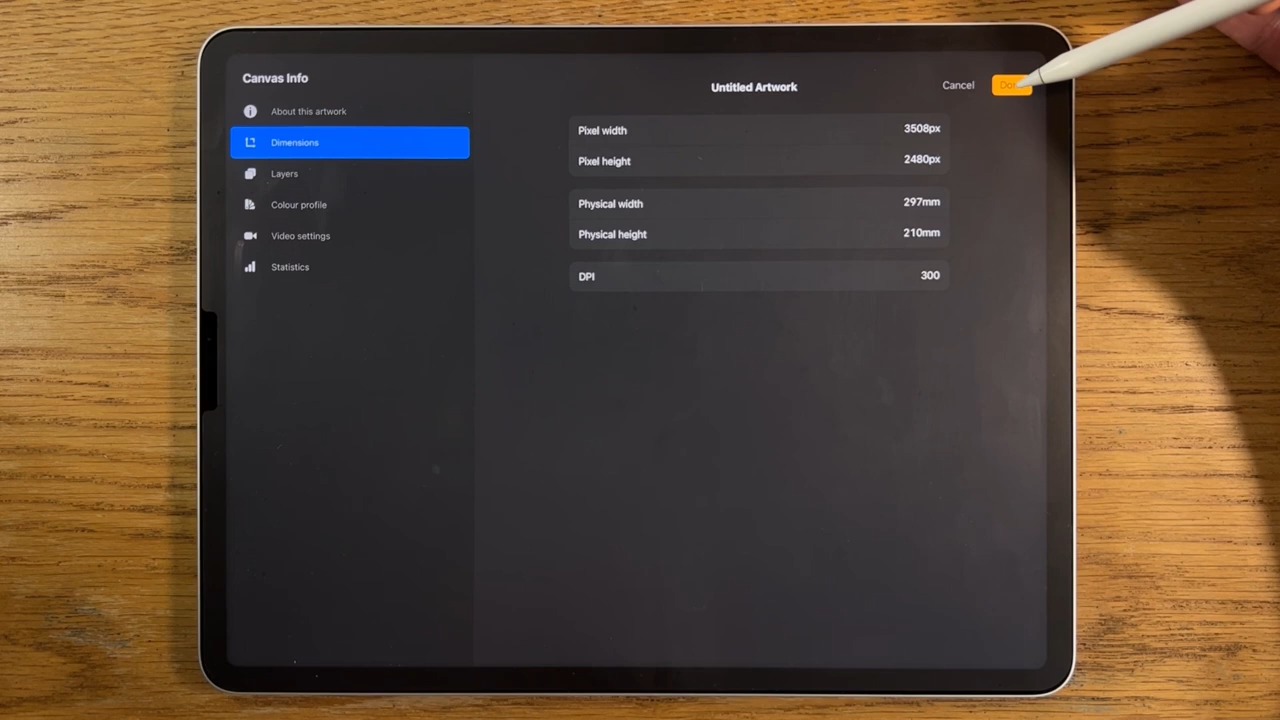 Canvas Info
About this artwork
Dimensions
Layers
Colour profile
Video settings
Statistics
Untitled Artwork
Cancel
Pixel width 3508px
Pixel height 2480px
Physical width 297mm
Physical height 210mm
DPI 300